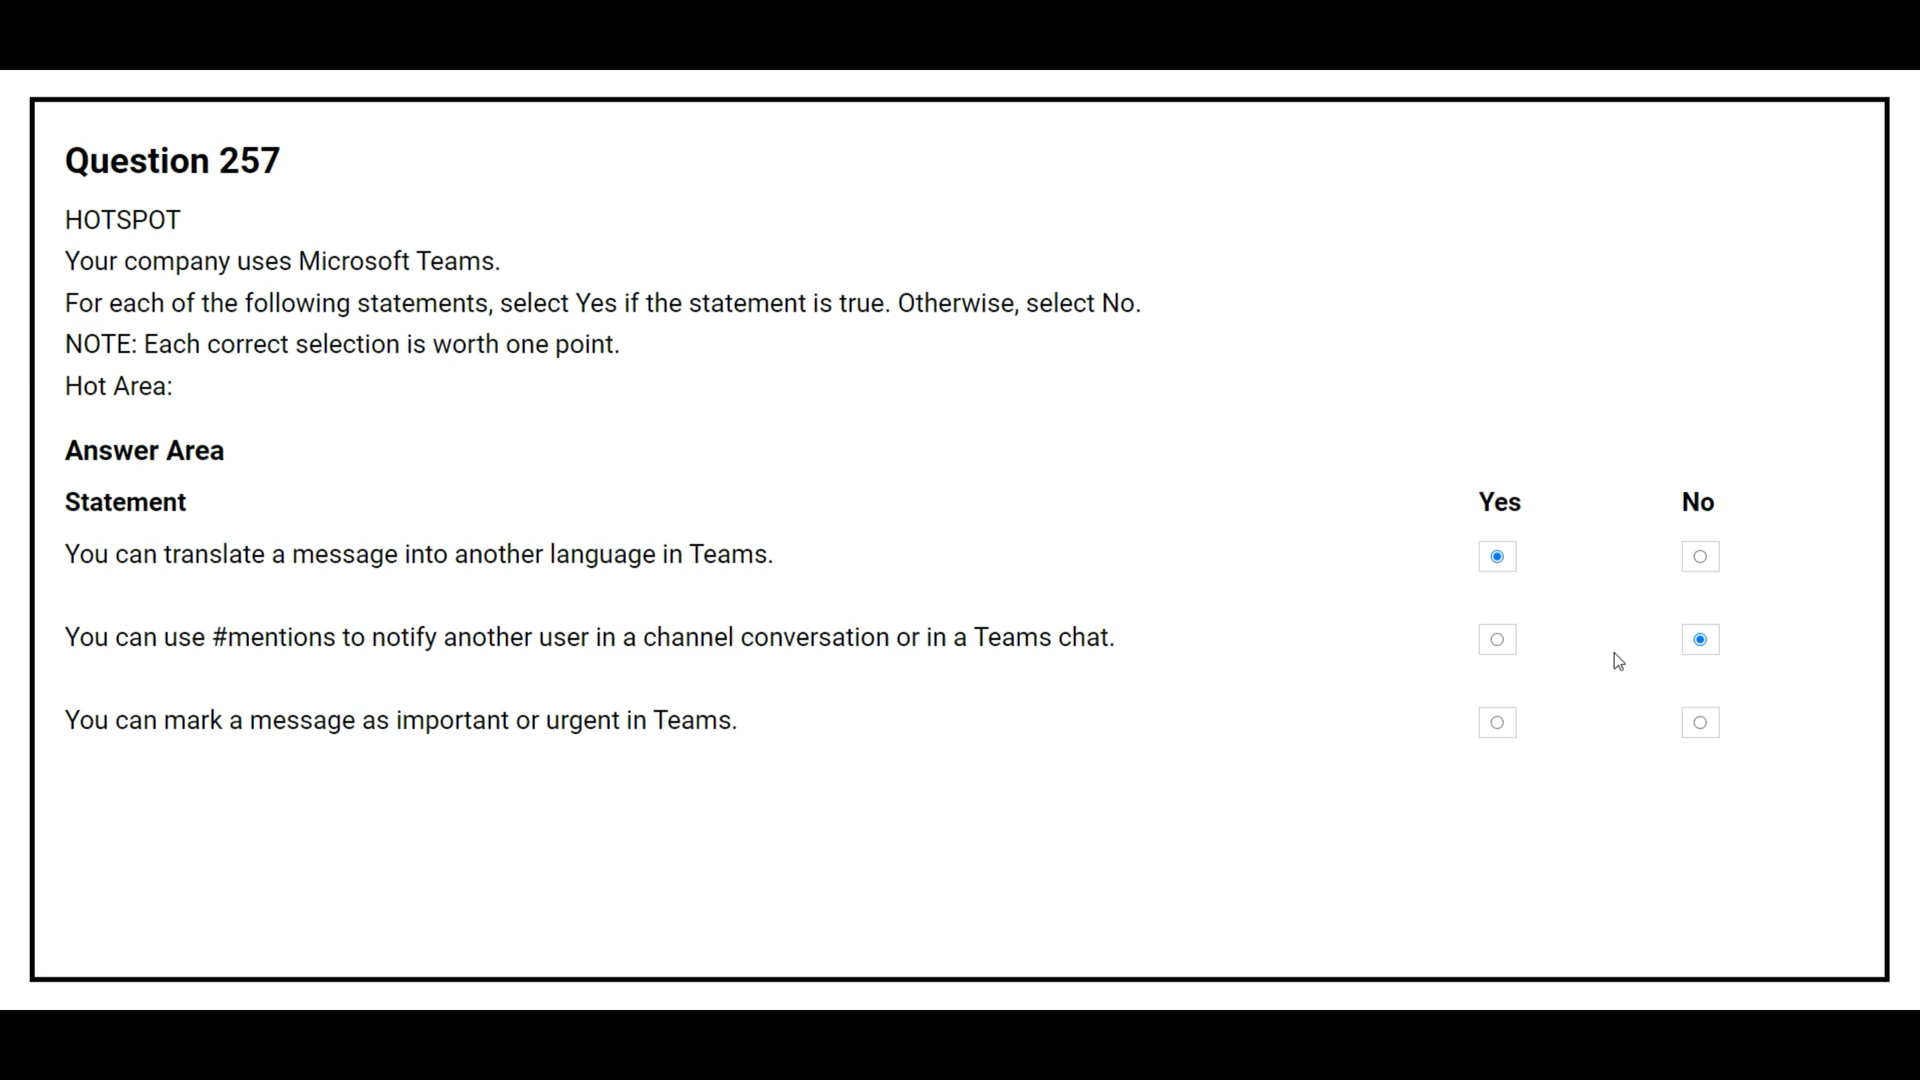 Question 257
HOTSPOT
Your company uses Microsoft Teams.
For each of the following statements, select Yes if the statement is true. Otherwise, select No.
NOTE: Each correct selection is worth one point.
Hot Area:
Answer Area
Statement Yes No
You can translate a message into another language in Teams.
You can use #mentions to notify another user in a channel conversation or in a Teams chat.
You can mark a message as important or urgent in Teams.